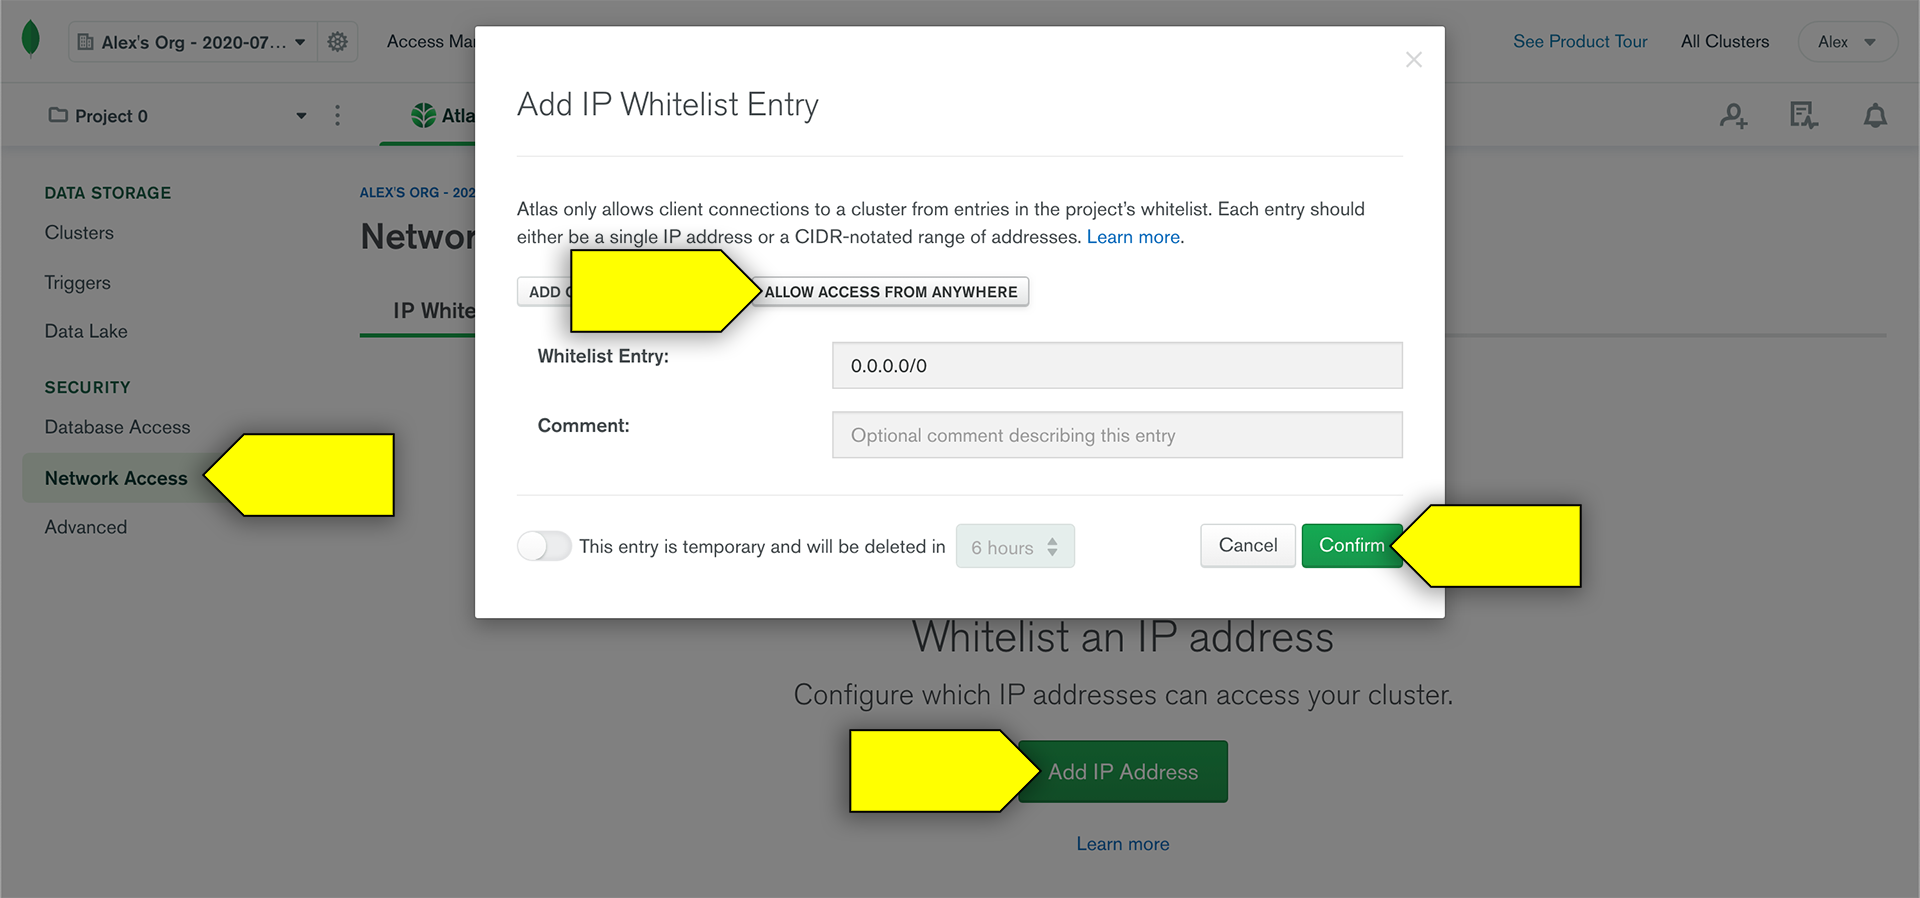 Alex's Org - 2020-07...
Access
See Product Tour
All Clusters
Alex
Project 0
DATA STORAGE
Clusters
Triggers
Data Lake
SECURITY
Database Access
Network Access
Advanced
ALEX'S ORG -
IP
Add IP Whitelist Entry
Atlas only allows client connections to a cluster from entries in the project's whitelist. Each entry should
either be a single IP address or a CIDR-notated range of addresses. Learn more.
ADD
ALLOW ACCESS FROM ANYWHERE
Whitelist Entry:
0.0.0.0/0
Comment:
Optional comment describing this entry
This entry is temporary and will be deleted in
6 hours
Cancel
Confirm
Whitelist an IP address
Configure which IP addresses can access your cluster.
Add IP Address
Learn more